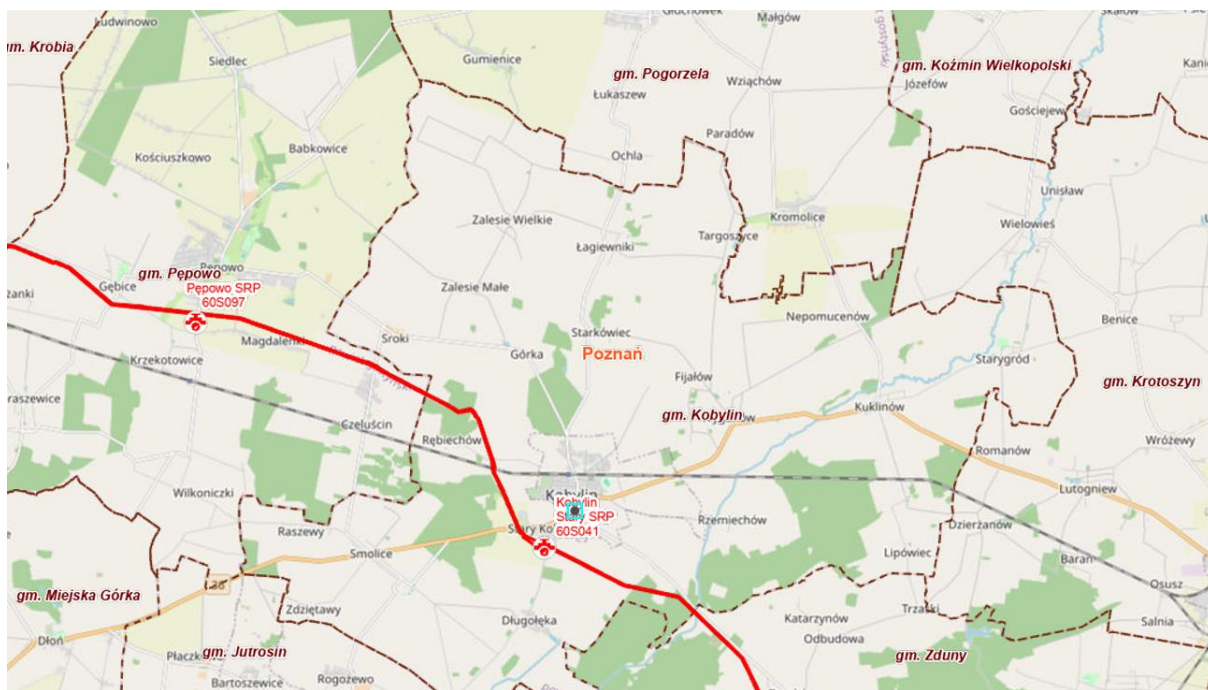 Ludwinowo
Małgów
gm. Krobia
Siedlec
Gumienice
gm. Pogorzela
Wziąchów
gm. Koźmin Wielkopolski
Józefów
Łukaszew
Gościejew
Kościuszkowo
Babkowice
Paradów
Ochla
Unisław
Zalesie Wielkie
Kromolice
Wielowieś
Targoszyce
Łagiewniki
Pępowo
gm. Pępowo
Gębice
Pępowo SRP
60S097
Zalesie Małe
Nepomucenów
Benice
Magdalenki
Sroki
Starkówiec
Górka
Poznań
Krzekotowice
Starygród
Fijałów
gm. Krotoszyn
Kuklinów
gm. Kobylin
Czeluścin
Rębiechów
Romanów
Wróżewy
Wilkoniczki
Kobylin
Lutogniew
Kobylin
Stary SRP
60S041
Rzemiechów
Dzierżanów
Raszewy
Smolice
Lipówiec
Baran
36
Osusz
gm. Miejska Górka
Zdziętawy
Długołęka
Katarzynów
Trzaski
Salnia
Dłoń
Odbudowa
gm. Jutrosin
gm. Zduny
Bartoszewice
Rogożewo